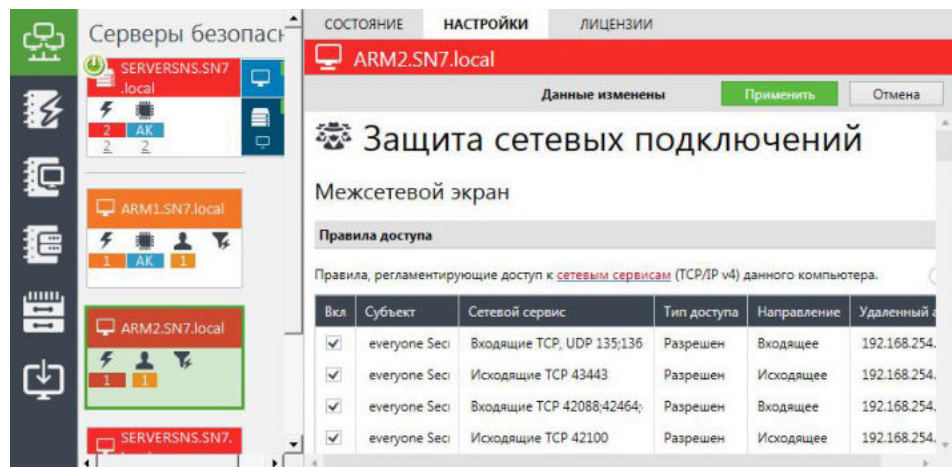 Серверы безопасн
SERVERSNS.SN7
.local
2 AK
2 2
ARM1.SN7.local
1 AK 1
ARM2.SN7.local
1 1
SERVERSNS.SN7.
СОСТОЯНИЕ НАСТРОЙКИ ЛИЦЕНЗИИ
ARM2.SN7.local
Данные изменены Применить Отмена
Защита сетевых подключений
Межсетевой экран
Правила доступа
Правила, регламентирующие доступ к сетевым сервисам (TCP/IP v4) данного компьютера.
Вкл Субъект Сетевой сервис Тип доступа Направление Удаленный а
everyone Secı Входящие TCP, UDP 135;136 Разрешен Входящее 192.168.254.
everyone Secı Исходящие TCP 43443 Разрешен Исходящее 192.168.254.
everyone Secı Входящие TCP 42088;42464; Разрешен Входящее 192.168.254.
everyone Secı Исходящие TCP 42100 Разрешен Исходящее 192.168.254.